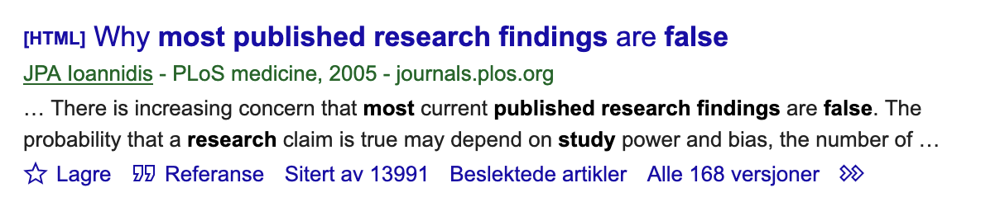 [HTML] Why most published research findings are false
JPA Ioannidis - PLoS medicine, 2005 - journals.plos.org
… There is increasing concern that most current published research findings are false. The
probability that a research claim is true may depend on study power and bias, the number of …
Lagre Referanse Sitert av 13991 Beslektede artikler Alle 168 versjoner